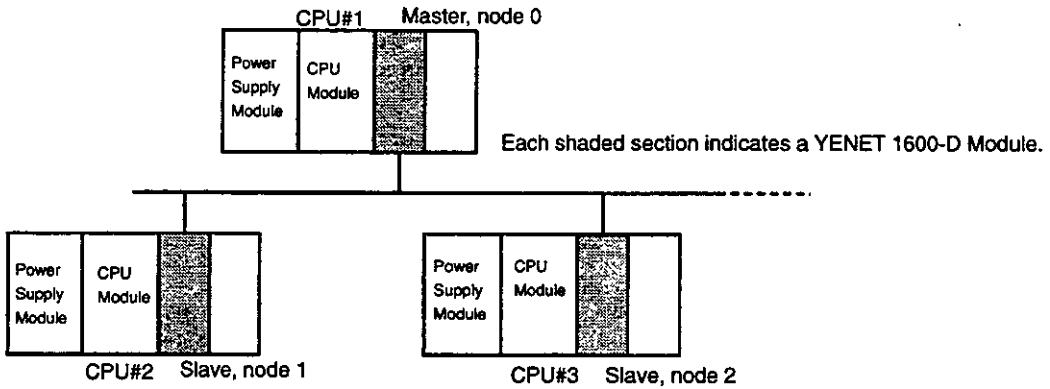 CPU#1 Master, node 0
Power Supply Module
CPU Module
Each shaded section indicates a YENET 1600-D Module.
Power Supply Module
CPU Module
Power Supply Module
CPU Module
CPU#2 Slave, node 1
CPU#3 Slave, node 2